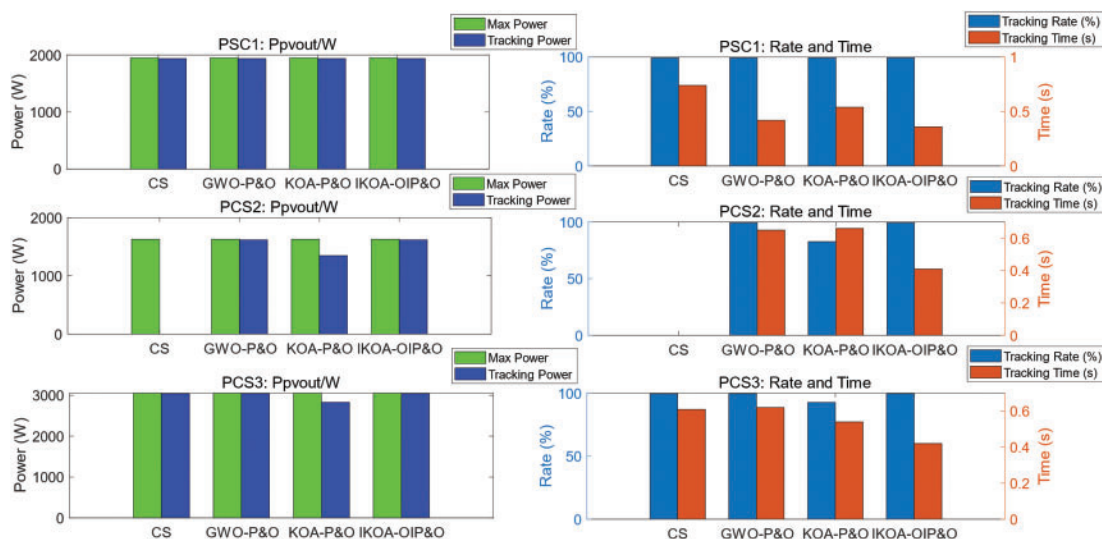 Max Power
Tracking Power
PSC1: Ppvout/W
Power (W)
2000
1000
0
CS
GWO-P&O
KOA-P&O
IKOA-OIP&O
Tracking Rate (%)
Tracking Time (s)
PSC1: Rate and Time
Rate (%)
100
50
0
Time (s)
1
0.5
0
CS
GWO-P&O
KOA-P&O
IKOA-OIP&O
Max Power
Tracking Power
PCS2: Ppvout/W
Power (W)
2000
1000
0
CS
GWO-P&O
KOA-P&O
IKOA-OIP&O
Tracking Rate (%)
Tracking Time (s)
PCS2: Rate and Time
Rate (%)
100
50
0
Time (s)
0.6
0.4
0.2
0
CS
GWO-P&O
KOA-P&O
IKOA-OIP&O
Max Power
Tracking Power
PCS3: Ppvout/W
Power (W)
3000
2000
1000
0
CS
GWO-P&O
KOA-P&O
IKOA-OIP&O
Tracking Rate (%)
Tracking Time (s)
PCS3: Rate and Time
Rate (%)
100
50
0
Time (s)
0.6
0.4
0.2
0
CS
GWO-P&O
KOA-P&O
IKOA-OIP&O